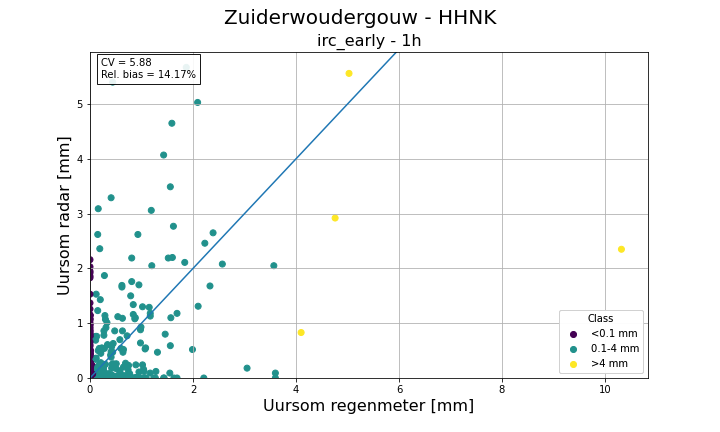 Zuiderwoudergouw - HHNK
irc_early - 1h
CV = 5.88
Rel. bias = 14.17%
Uursom radar [mm]
5
4
3
2
1
0
0 2 4 6 8 10
Uursom regenmeter [mm]
Class
<0.1 mm
0.1-4 mm
>4 mm